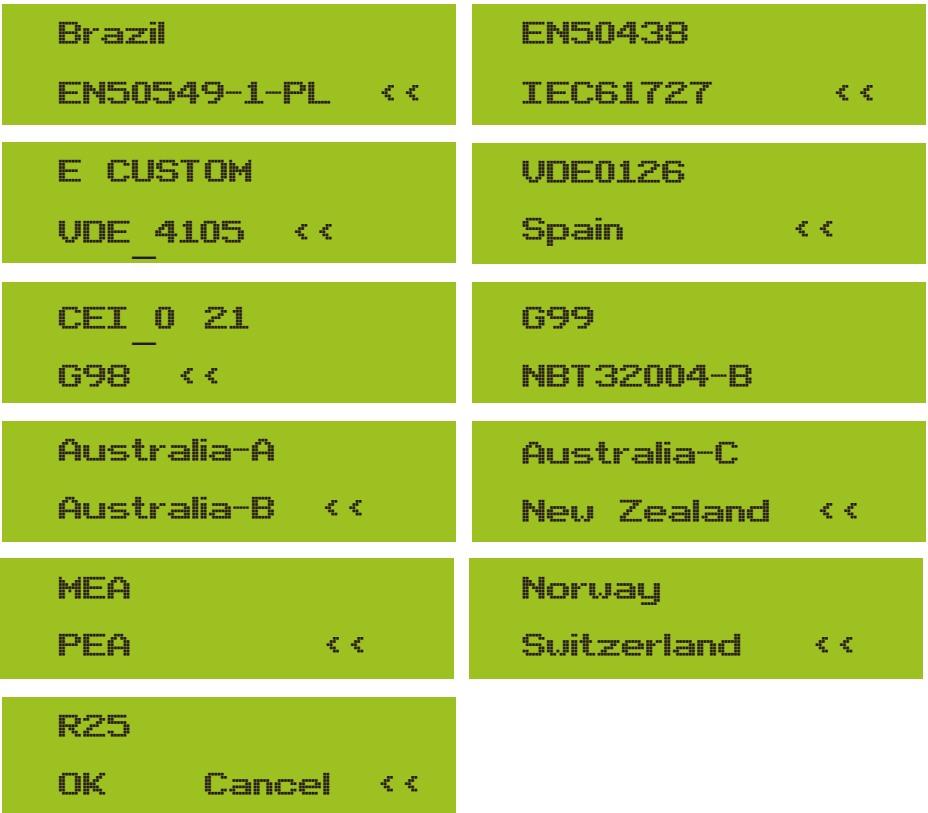 Brazil
EN50549-1-PL <<
EN50438
IEC61727 <<
E CUSTOM
VDE_4105 <<
VDE0126
Spain <<
CEI_0 21
G98 <<
G99
NBT32004-B
Australia-A
Australia-B <<
Australia-C
New Zealand <<
MEA
PEA <<
Norway
Switzerland <<
R25
OK Cancel <<